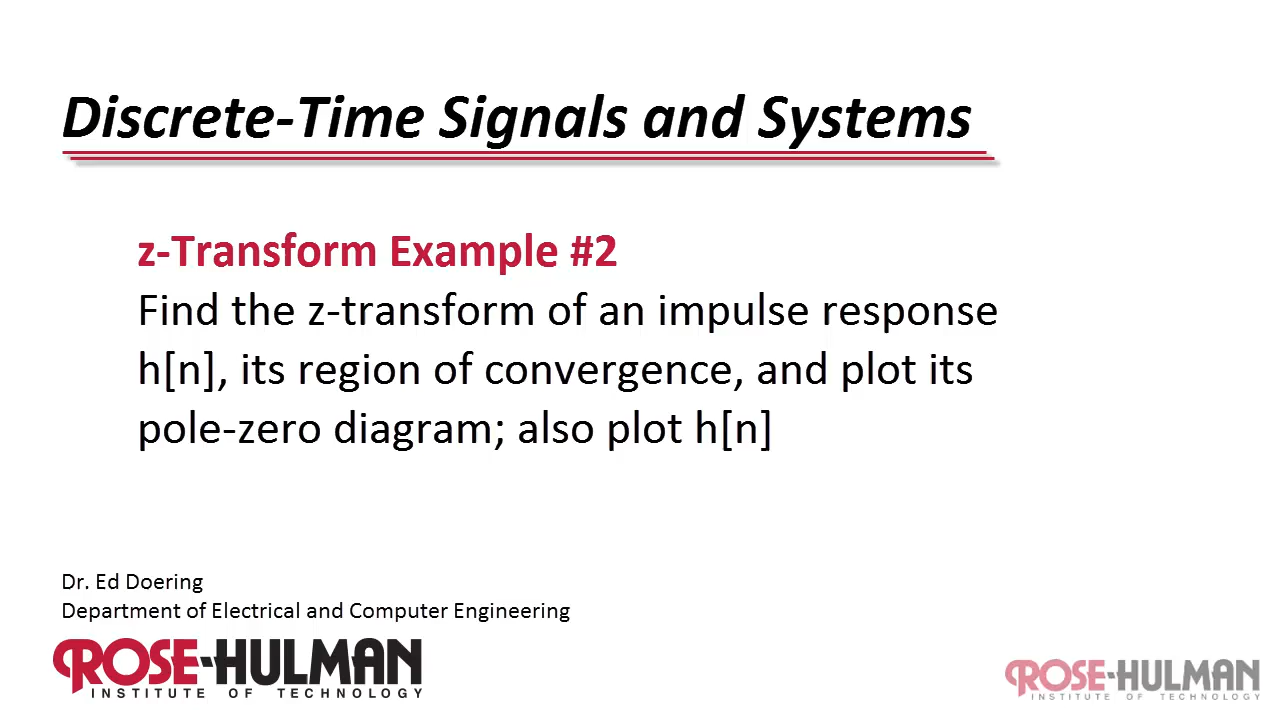 Discrete-Time Signals and Systems
z-Transform Example #2
Find the z-transform of an impulse response
h[n], its region of convergence, and plot its
pole-zero diagram; also plot h[n]
Dr. Ed Doering
Department of Electrical and Computer Engineering
ROSE-HULMAN
INSTITUTE OF TECHNOLOGY
ROSE-HULMAN
INSTITUTE OF TECHNOLOGY